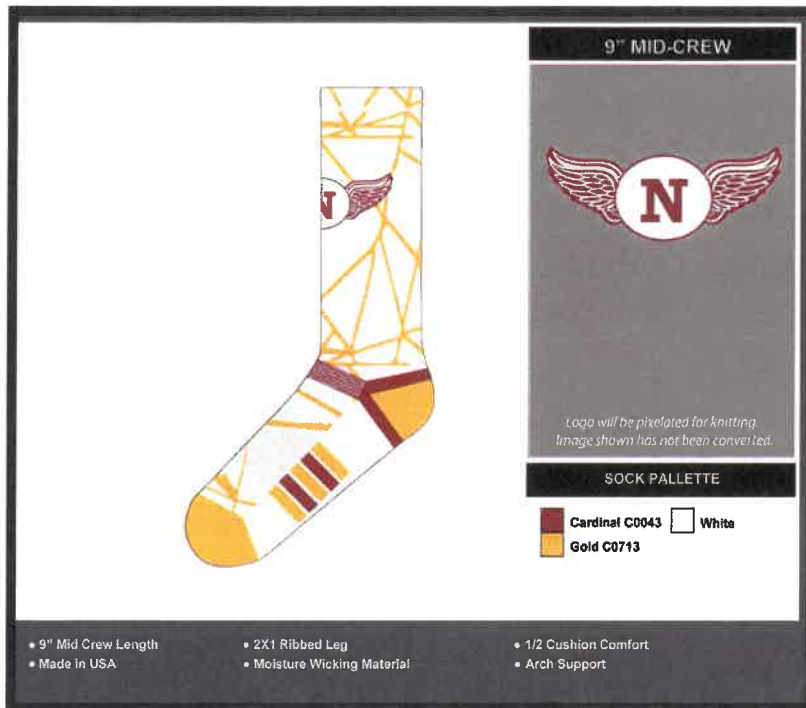 9" MID-CREW
N
N
Logo will be pixelated for knitting.
Image shown has not been converted.
SOCK PALLETTE
Cardinal C0043
White
Gold C0713
• 9" Mid Crew Length
• Made in USA
• 2X1 Ribbed Leg
• Moisture Wicking Material
• 1/2 Cushion Comfort
• Arch Support